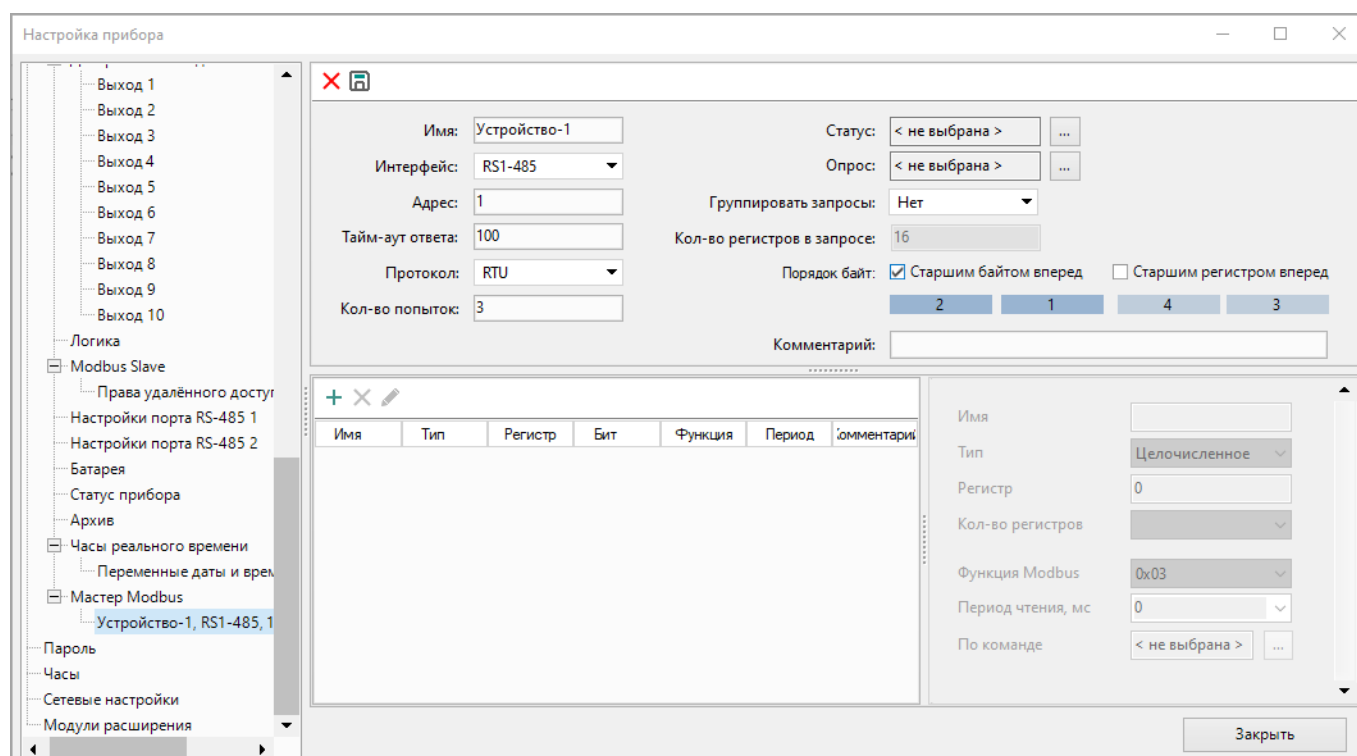 Настройка прибора
Выход 1
Выход 2
Выход 3
Выход 4
Выход 5
Выход 6
Выход 7
Выход 8
Выход 9
Выход 10
Логика
Modbus Slave
Права удалённого доступ
Настройки порта RS-485 1
Настройки порта RS-485 2
Батарея
Статус прибора
Архив
Часы реального времени
Переменные даты и врем
Мастер Modbus
Устройство-1, RS1-485, 1
Пароль
Часы
Сетевые настройки
Модули расширения
Имя: Устройство-1
Интерфейс: RS1-485
Адрес: 1
Тайм-аут ответа: 100
Протокол: RTU
Кол-во попыток: 3
Статус: < не выбрана > ...
Опрос: < не выбрана > ...
Группировать запросы: Нет
Кол-во регистров в запросе: 16
Порядок байт: Старшим байтом вперед Старшим регистром вперед
2 1 4 3
Комментарий:
Имя Тип Регистр Бит Функция Период Комментарий
Имя
Тип Целочисленное
Регистр 0
Кол-во регистров
Функция Modbus 0x03
Период чтения, мс 0
По команде < не выбрана > ...
Закрыть